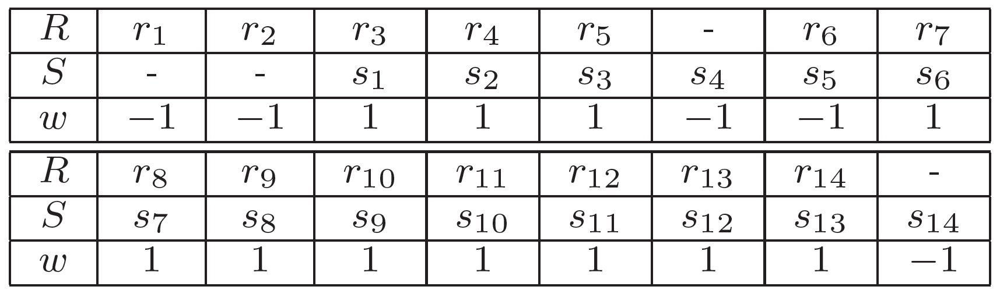 R r₁ r₂ r₃ r₄ r₅ - r₆ r₇
S - - s₁ s₂ s₃ s₄ s₅ s₆
w −1 −1 1 1 1 −1 −1 1
R r₈ r₉ r₁₀ r₁₁ r₁₂ r₁₃ r₁₄ -
S s₇ s₈ s₉ s₁₀ s₁₁ s₁₂ s₁₃ s₁₄
w 1 1 1 1 1 1 1 −1